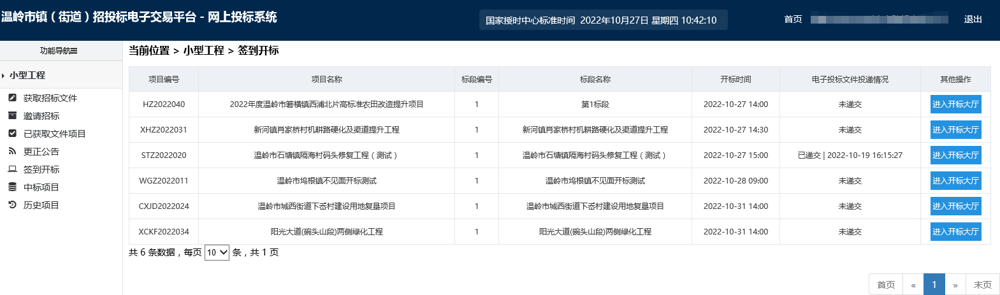 温岭市镇（街道）招投标电子交易平台 - 网上投标系统
国家授时中心标准时间 2022年10月27日 星期四 10:42:10
首页
退出
功能导航
当前位置 > 小型工程 > 签到开标
小型工程
获取招标文件
邀请招标
已获取文件项目
更正公告
签到开标
中标项目
历史项目
项目编号 项目名称 标段编号 标段名称 开标时间 电子投标文件投递情况 其他操作
HZ2022040 2022年度温岭市箬横镇西浦北片高标准农田改造提升项目 1 第1标段 2022-10-27 14:00 未递交 进入开标大厅
XHZ2022031 新河镇肖家桥村机耕路硬化及渠道提升工程 1 新河镇肖家桥村机耕路硬化及渠道提升工程 2022-10-27 14:30 未递交 进入开标大厅
STZ2022020 温岭市石塘镇隔海村码头修复工程（测试） 1 温岭市石塘镇隔海村码头修复工程（测试） 2022-10-27 15:00 已递交 | 2022-10-19 16:15:27 进入开标大厅
WGZ2022011 温岭市坞根镇不见面开标测试 1 温岭市坞根镇不见面开标测试 2022-10-28 09:00 未递交 进入开标大厅
CXJD2022024 温岭市城西街道下岙村建设用地复垦项目 1 温岭市城西街道下岙村建设用地复垦项目 2022-10-31 14:00 未递交 进入开标大厅
XCKF2022034 阳光大道(碗头山段)两侧绿化工程 1 阳光大道(碗头山段)两侧绿化工程 2022-10-31 14:00 未递交 进入开标大厅
共 6 条数据，每页 10 条，共 1 页
首页 « 1 » 末页